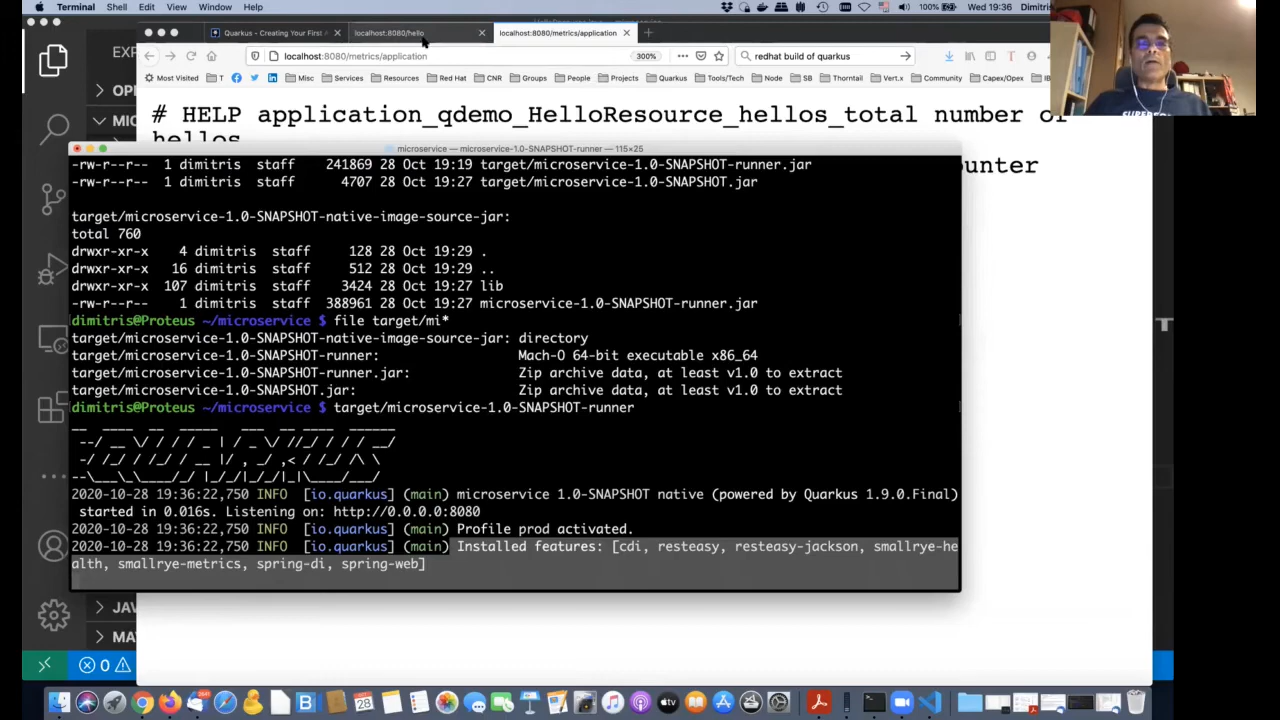 Terminal Shell Edit View Window Help 100% Wed 19:36 Dimitris
Quarkus - Creating Your First
localhost:8080/hello
localhost:8080/metrics/application
localhost:8080/metrics/application 300% redhat build of quarkus
Most Visited T Misc Services Resources Red Hat CNR Groups People Projects Quarkus Tools/Tech Node SB Thorntail Vert.x Community Capex/Opex
EXP
OPE
MIC
# HELP application_qdemo_HelloResource_hellos_total number of
hellos
unter
microservice — microservice-1.0-SNAPSHOT-runner — 115×25
-rw-r--r-- 1 dimitris staff 241869 28 Oct 19:19 target/microservice-1.0-SNAPSHOT-runner.jar
-rw-r--r-- 1 dimitris staff 4707 28 Oct 19:27 target/microservice-1.0-SNAPSHOT.jar
target/microservice-1.0-SNAPSHOT-native-image-source-jar:
total 760
drwxr-xr-x 4 dimitris staff 128 28 Oct 19:29 .
drwxr-xr-x 16 dimitris staff 512 28 Oct 19:29 ..
drwxr-xr-x 107 dimitris staff 3424 28 Oct 19:27 lib
-rw-r--r-- 1 dimitris staff 388961 28 Oct 19:27 microservice-1.0-SNAPSHOT-runner.jar
dimitris@Proteus ~/microservice $ file target/mi*
target/microservice-1.0-SNAPSHOT-native-image-source-jar: directory
target/microservice-1.0-SNAPSHOT-runner: Mach-O 64-bit executable x86_64
target/microservice-1.0-SNAPSHOT-runner.jar: Zip archive data, at least v1.0 to extract
target/microservice-1.0-SNAPSHOT.jar: Zip archive data, at least v1.0 to extract
dimitris@Proteus ~/microservice $ target/microservice-1.0-SNAPSHOT-runner
2020-10-28 19:36:22,750 INFO [io.quarkus] (main) microservice 1.0-SNAPSHOT native (powered by Quarkus 1.9.0.Final)
started in 0.016s. Listening on: http://0.0.0.0:8080
2020-10-28 19:36:22,750 INFO [io.quarkus] (main) Profile prod activated.
2020-10-28 19:36:22,750 INFO [io.quarkus] (main) Installed features: [cdi, resteasy, resteasy-jackson, smallrye-he
alth, smallrye-metrics, spring-di, spring-web]
JAV
MA
0